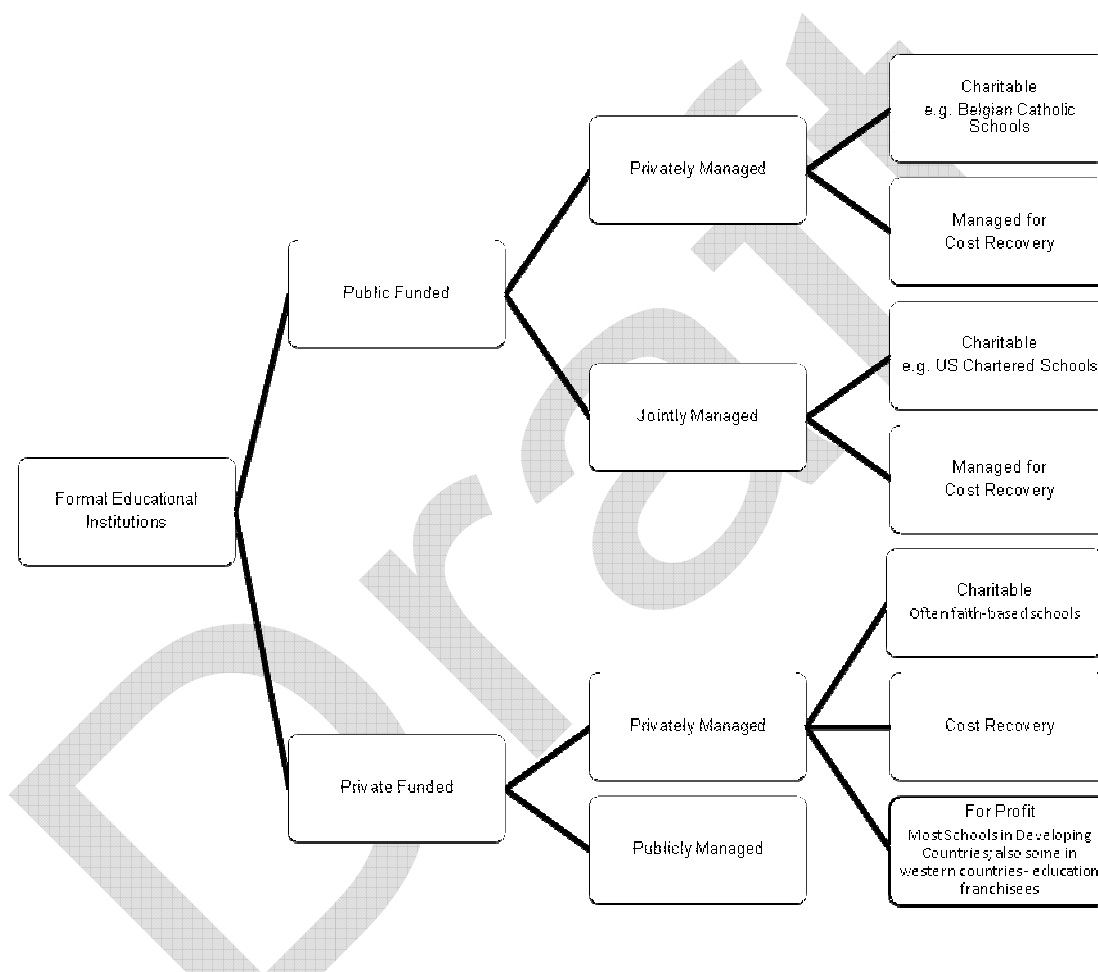 Charitable
e.g. Belgian Catholic
Schools
Privately Managed
Managed for
Cost Recovery
Public Funded
Charitable
e.g. US Chartered Schools
Jointly Managed
Managed for
Cost Recovery
Formal Educational
Institutions
Charitable
Often faith-based schools
Privately Managed
Cost Recovery
Private Funded
For Profit
Most Schools in Developing
Countries; also some in
western countries- education
franchisees
Publicly Managed
Draft